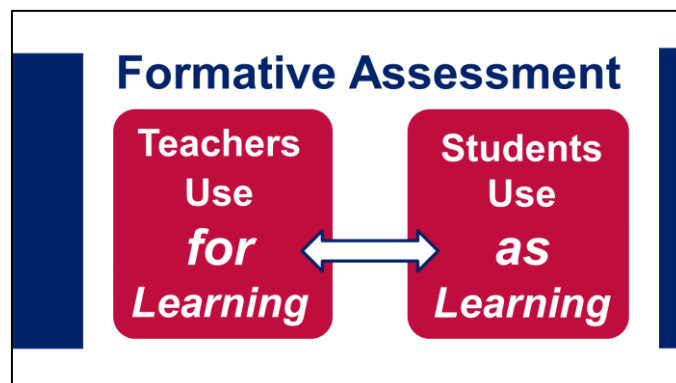 Formative Assessment
Teachers
Use
for
Learning
Students
Use
as
Learning